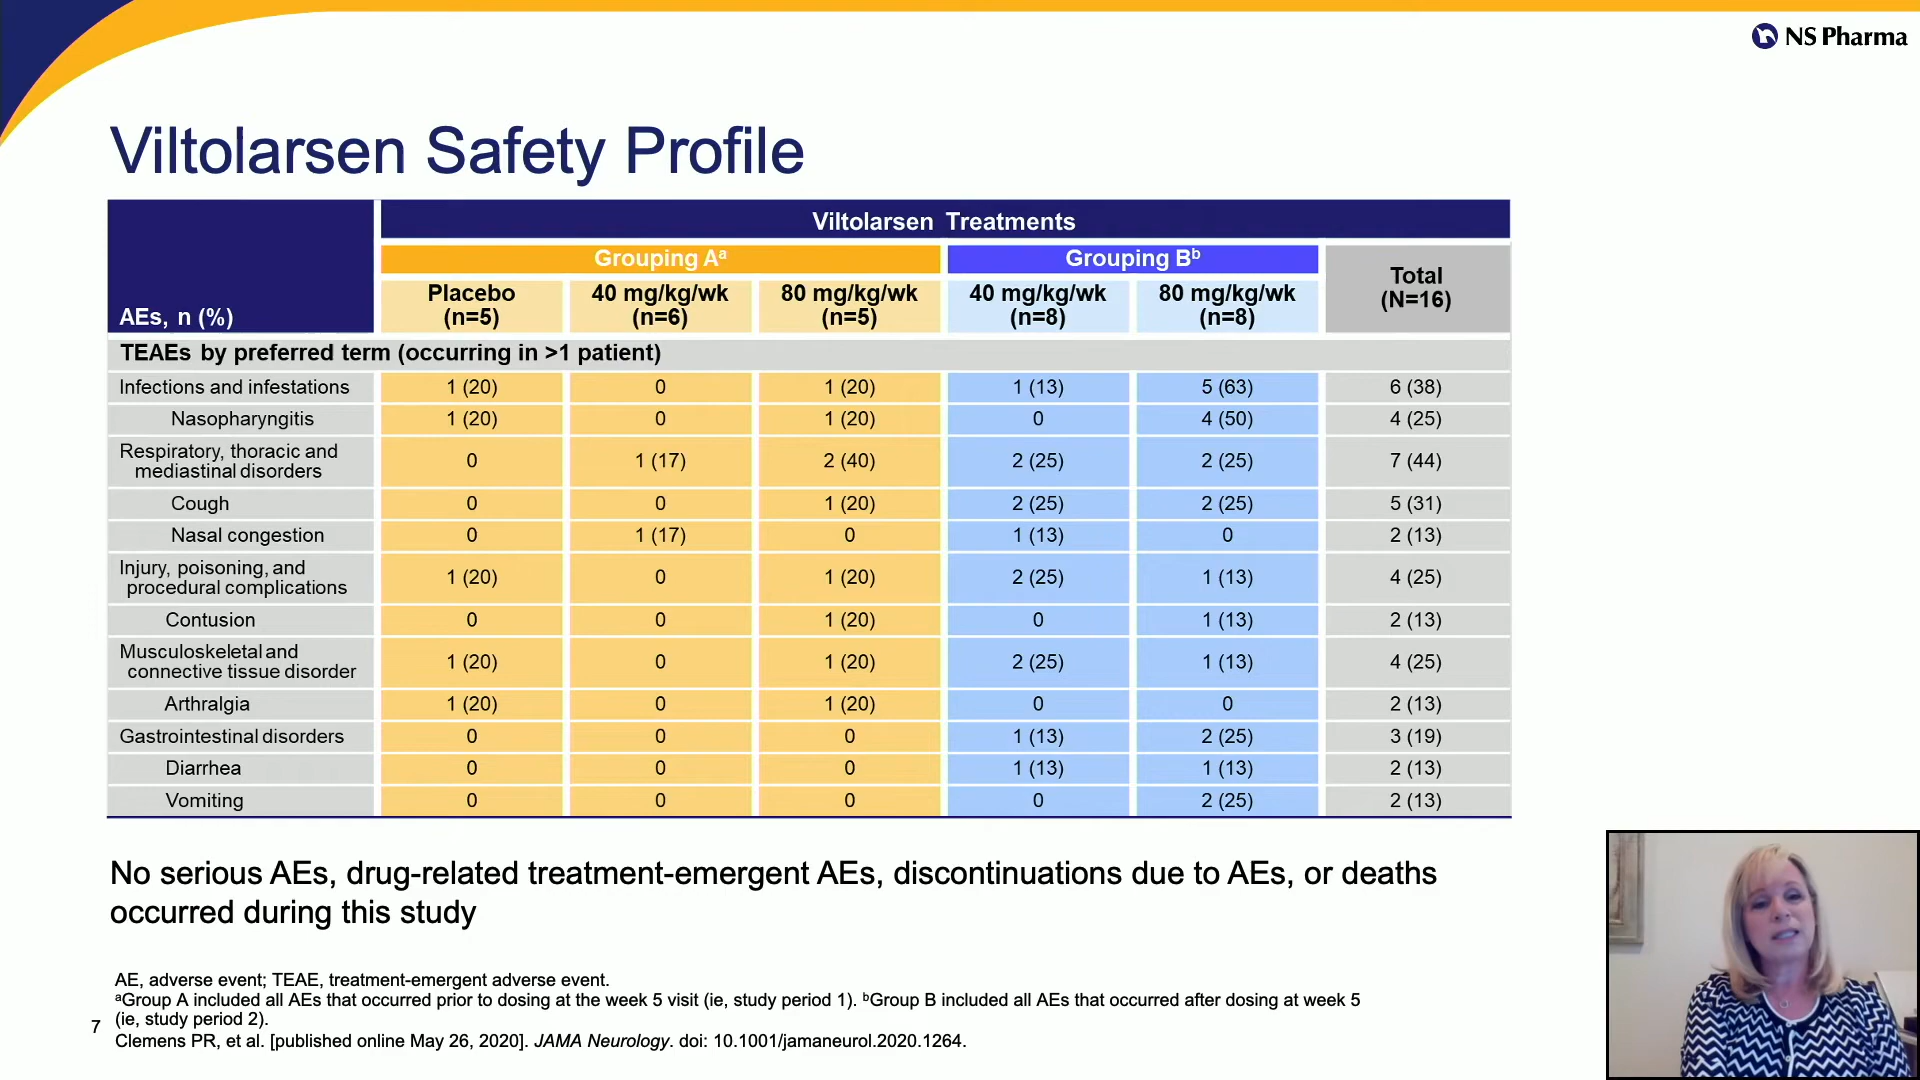 NS Pharma
Viltolarsen Safety Profile
Viltolarsen Treatments
Grouping Aᵃ Grouping Bᵇ
AEs, n (%) Placebo (n=5) 40 mg/kg/wk (n=6) 80 mg/kg/wk (n=5) 40 mg/kg/wk (n=8) 80 mg/kg/wk (n=8) Total (N=16)
TEAEs by preferred term (occurring in >1 patient)
Infections and infestations 1 (20) 0 1 (20) 1 (13) 5 (63) 6 (38)
Nasopharyngitis 1 (20) 0 1 (20) 0 4 (50) 4 (25)
Respiratory, thoracic and mediastinal disorders 0 1 (17) 2 (40) 2 (25) 2 (25) 7 (44)
Cough 0 0 1 (20) 2 (25) 2 (25) 5 (31)
Nasal congestion 0 1 (17) 0 1 (13) 0 2 (13)
Injury, poisoning, and procedural complications 1 (20) 0 1 (20) 2 (25) 1 (13) 4 (25)
Contusion 0 0 1 (20) 0 1 (13) 2 (13)
Musculoskeletal and connective tissue disorder 1 (20) 0 1 (20) 2 (25) 1 (13) 4 (25)
Arthralgia 1 (20) 0 1 (20) 0 0 2 (13)
Gastrointestinal disorders 0 0 0 1 (13) 2 (25) 3 (19)
Diarrhea 0 0 0 1 (13) 1 (13) 2 (13)
Vomiting 0 0 0 0 2 (25) 2 (13)
No serious AEs, drug-related treatment-emergent AEs, discontinuations due to AEs, or deaths
occurred during this study
AE, adverse event; TEAE, treatment-emergent adverse event.
ᵃGroup A included all AEs that occurred prior to dosing at the week 5 visit (ie, study period 1). ᵇGroup B included all AEs that occurred after dosing at week 5
(ie, study period 2).
7
Clemens PR, et al. [published online May 26, 2020]. JAMA Neurology. doi: 10.1001/jamaneurol.2020.1264.